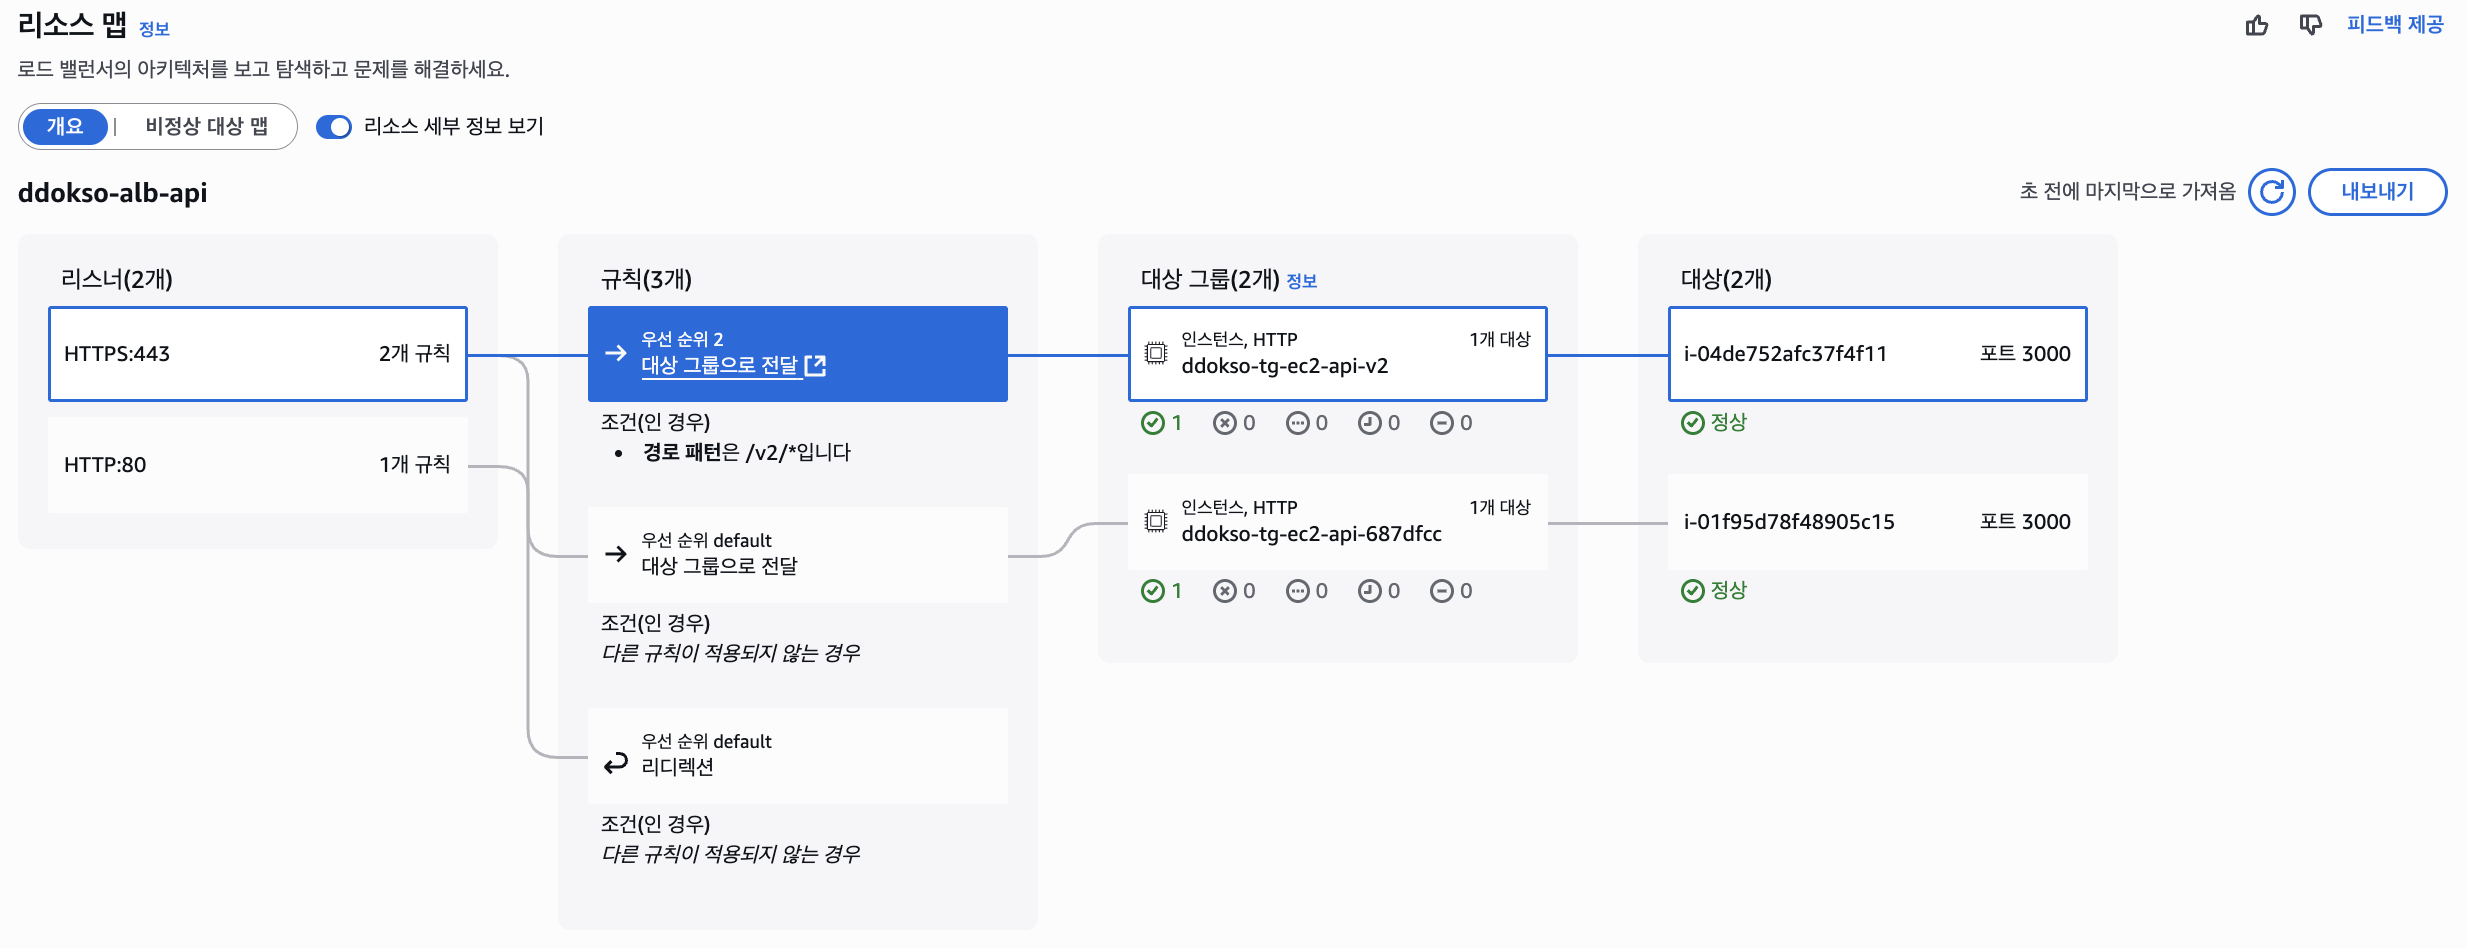 리소스 맵 정보
피드백 제공
로드 밸런서의 아키텍처를 보고 탐색하고 문제를 해결하세요.
개요 | 비정상 대상 맵 리소스 세부 정보 보기
ddokso-alb-api
초 전에 마지막으로 가져옴 내보내기
리스너(2개)
HTTPS:443 2개 규칙
HTTP:80 1개 규칙
규칙(3개)
우선 순위 2
대상 그룹으로 전달
조건(인 경우)
• 경로 패턴은 /v2/*입니다
우선 순위 default
대상 그룹으로 전달
조건(인 경우)
다른 규칙이 적용되지 않는 경우
우선 순위 default
리디렉션
조건(인 경우)
다른 규칙이 적용되지 않는 경우
대상 그룹(2개) 정보
인스턴스, HTTP 1개 대상
ddokso-tg-ec2-api-v2
1 0 0 0 0
인스턴스, HTTP 1개 대상
ddokso-tg-ec2-api-687dfcc
1 0 0 0 0
대상(2개)
i-04de752afc37f4f11 포트 3000
정상
i-01f95d78f48905c15 포트 3000
정상